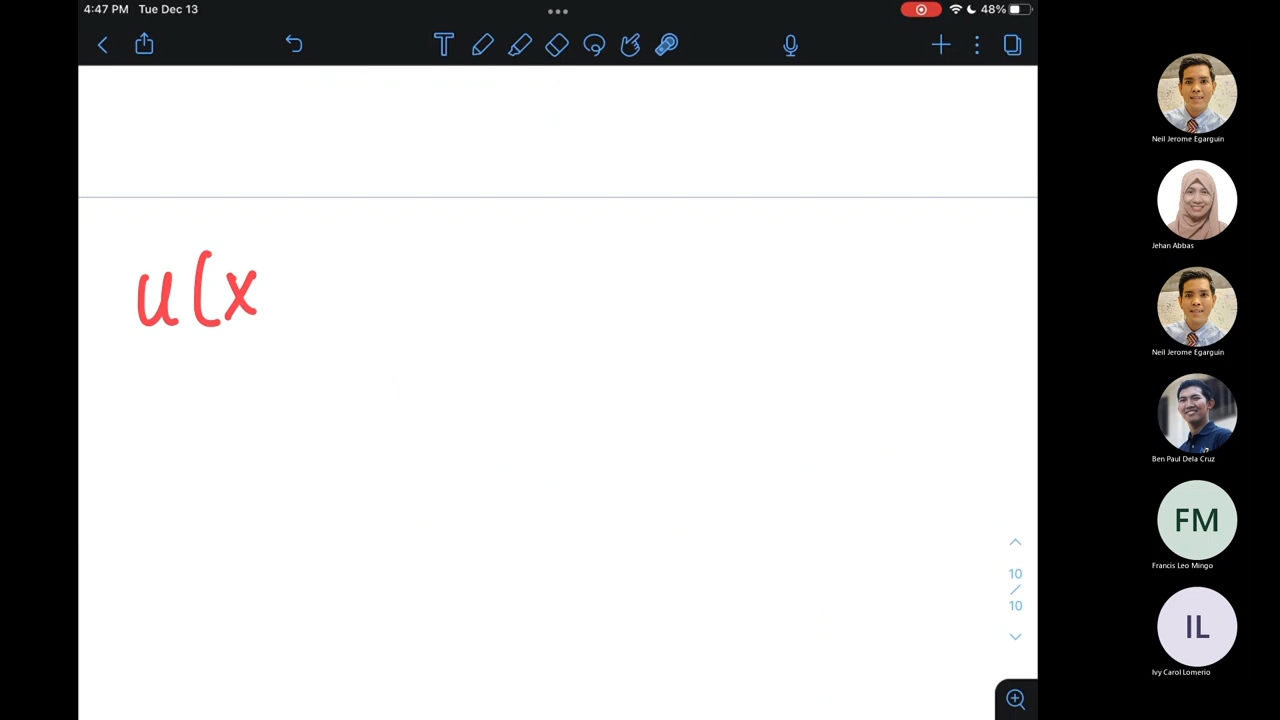 4:47 PM Tue Dec 13
48%
T
u(x
10
/
10
Neil Jerome Egarguin
Jehan Abbas
Neil Jerome Egarguin
Ben Paul Dela Cruz
FM
Francis Leo Mingo
IL
Ivy Carol Lomerio